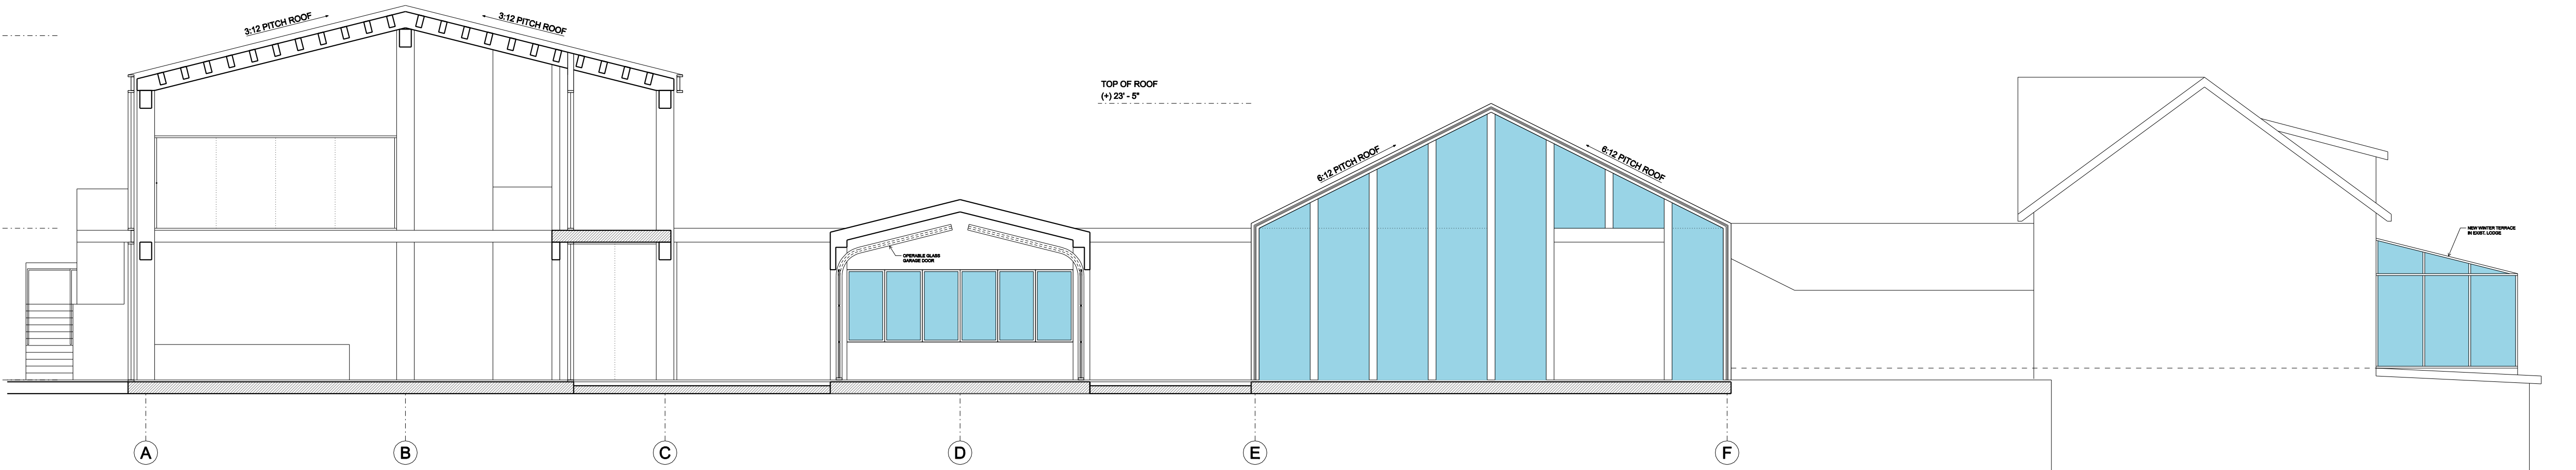 3:12 PITCH ROOF
3:12 PITCH ROOF
TOP OF ROOF
(+) 23' - 5"
6:12 PITCH ROOF
6:12 PITCH ROOF
NEW WINTER TERRACE
IN EXIST. LODGE
OPERABLE GLASS
GARAGE DOOR
A
B
C
D
E
F